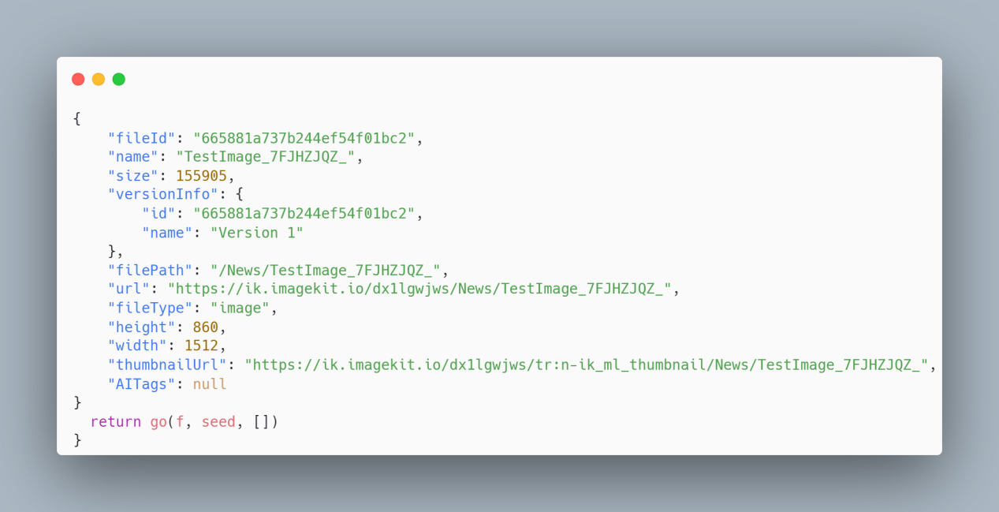 {
    "fileId": "665881a737b244ef54f01bc2",
    "name": "TestImage_7FJHZJQZ_",
    "size": 155905,
    "versionInfo": {
        "id": "665881a737b244ef54f01bc2",
        "name": "Version 1"
    },
    "filePath": "/News/TestImage_7FJHZJQZ_",
    "url": "https://ik.imagekit.io/dx1lgwjws/News/TestImage_7FJHZJQZ_",
    "fileType": "image",
    "height": 860,
    "width": 1512,
    "thumbnailUrl": "https://ik.imagekit.io/dx1lgwjws/tr:n-ik_ml_thumbnail/News/TestImage_7FJHZJQZ_",
    "AITags": null
}
  return go(f, seed, [])
}